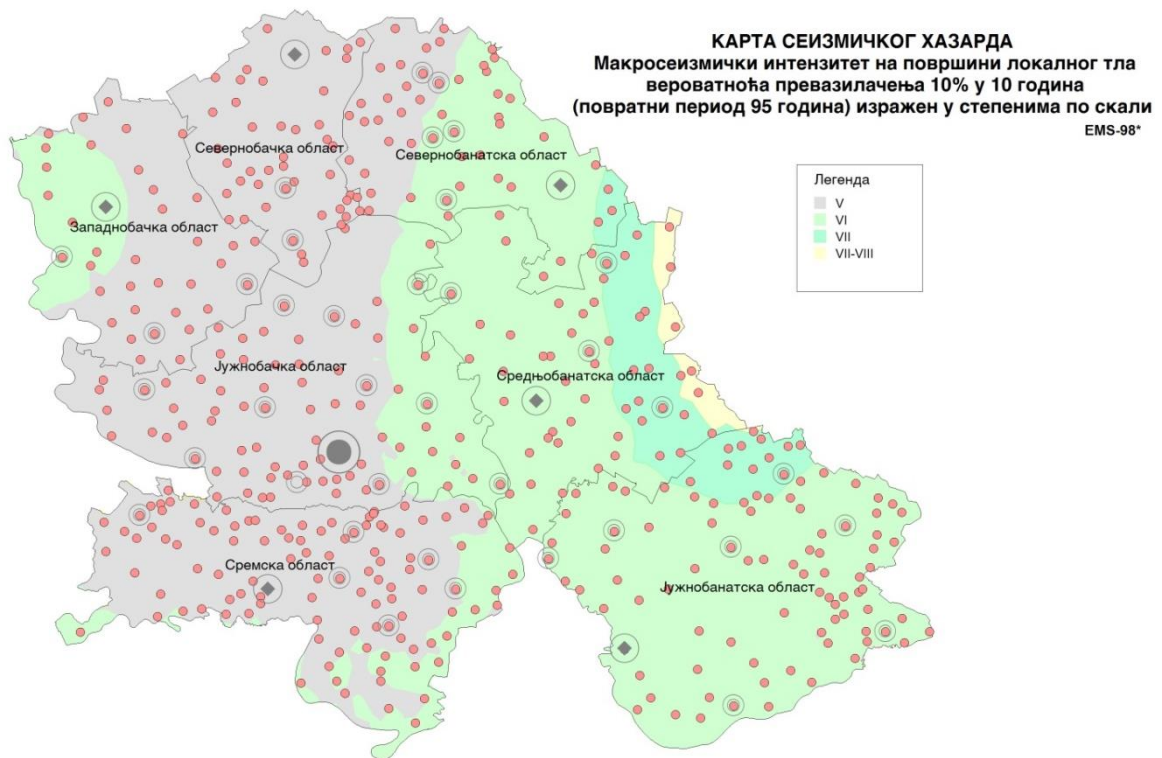 КАРТА СЕИЗМИЧКОГ ХАЗАРДА
Макросеизмички интензитет на површини локалног тла
вероватноћа превазилачења 10% у 10 година
(повратни период 95 година) изражен у степенима по скали
EMS-98*
Легенда
V
VI
VII
VII-VIII
Севернобачка област
Севернобанатска област
Западнобачка област
Јужнобачка област
Средњобанатска област
Сремска област
Јужнобанатска област